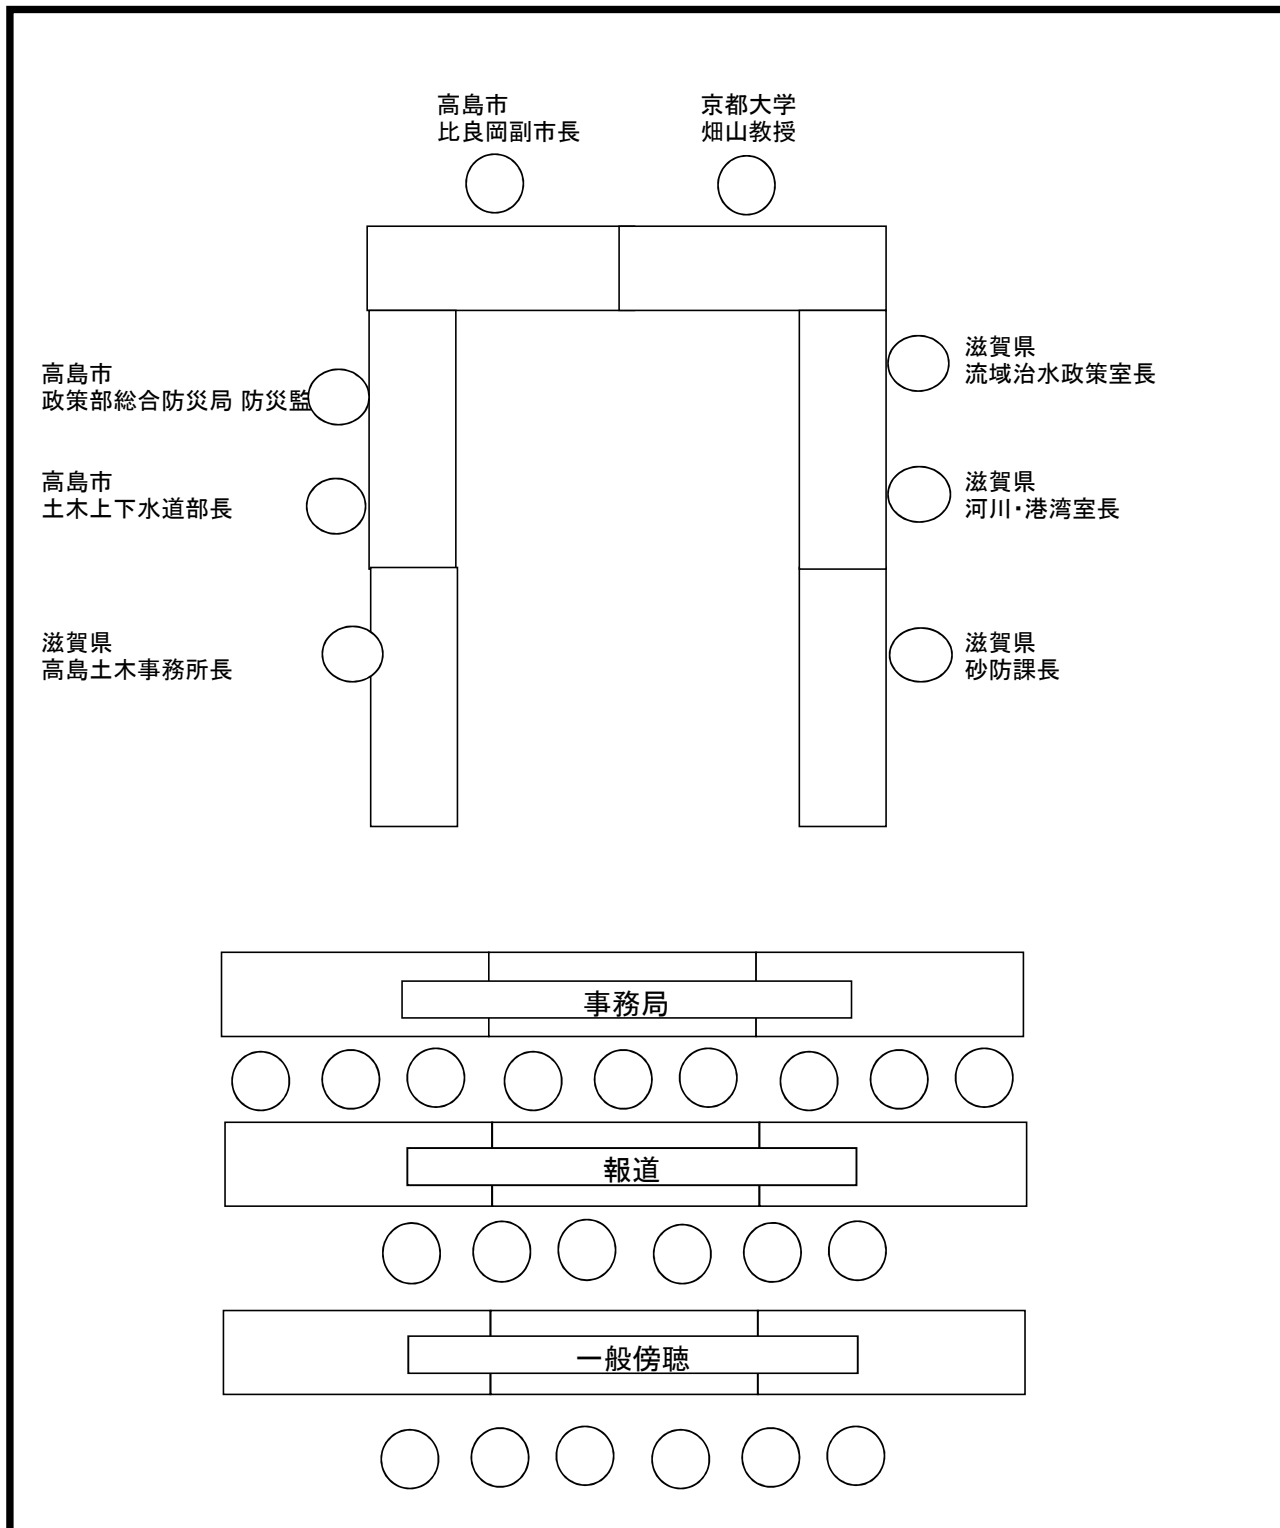 高島市
比良岡副市長
京都大学
畑山教授
高島市
政策部総合防災局 防災監
滋賀県
流域治水政策室長
高島市
土木上下水道部長
滋賀県
河川・港湾室長
滋賀県
高島土木事務所長
滋賀県
砂防課長
事務局
報道
一般傍聴